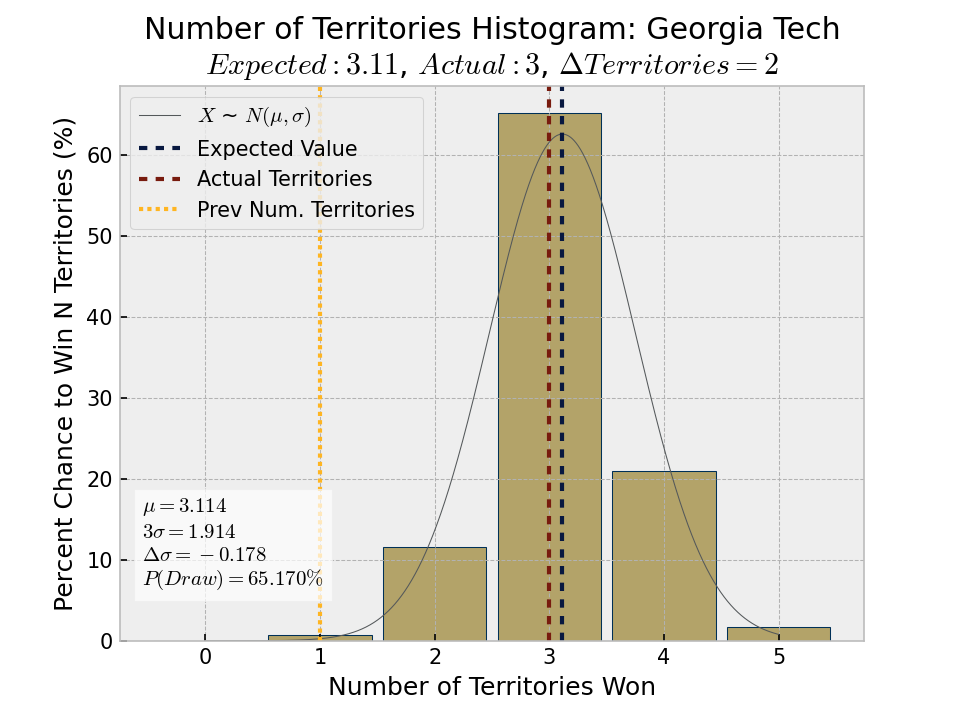 Number of Territories Histogram: Georgia Tech
Expected : 3.11, Actual : 3, ΔTerritories = 2
X ~ N(μ, σ)
Expected Value
Actual Territories
Prev Num. Territories
Percent Chance to Win N Territories (%)
60
50
40
30
20
10
0
μ = 3.114
3σ = 1.914
Δσ = −0.178
P(Draw) = 65.170%
0 1 2 3 4 5
Number of Territories Won